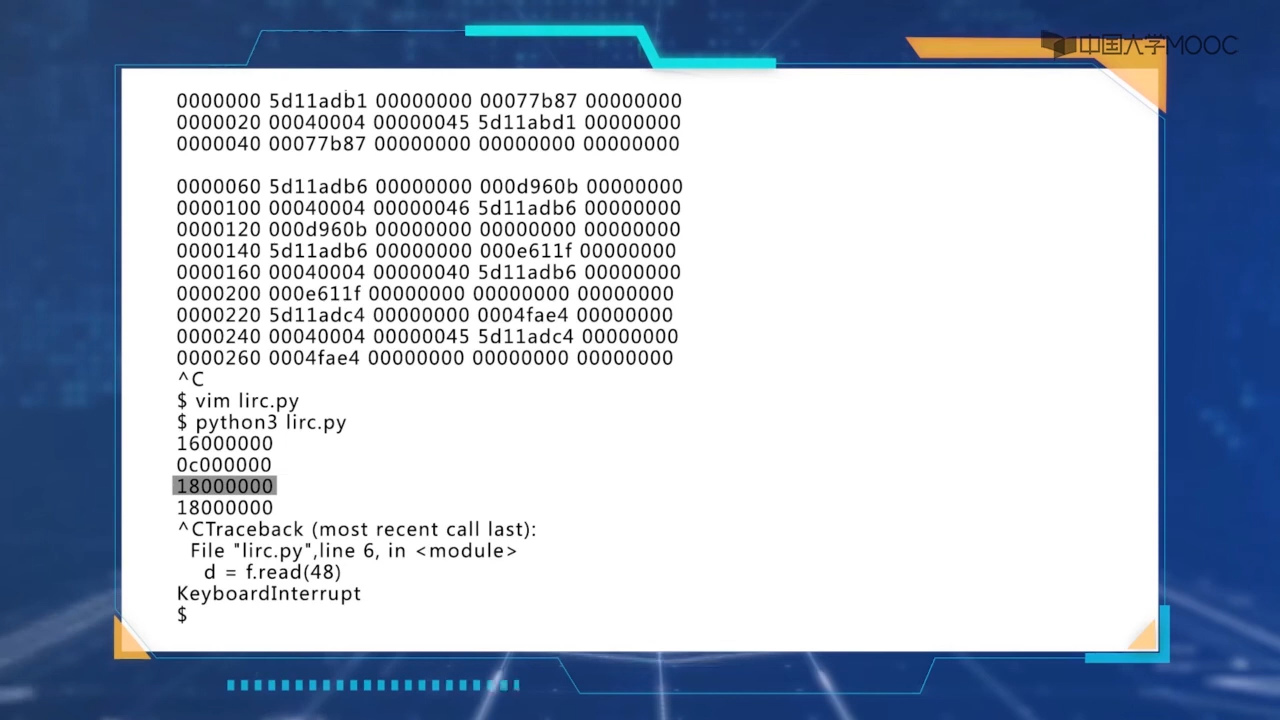 中国大学MOOC
0000000 5d11adb1 00000000 00077b87 00000000
0000020 00040004 00000045 5d11abd1 00000000
0000040 00077b87 00000000 00000000 00000000
0000060 5d11adb6 00000000 000d960b 00000000
0000100 00040004 00000046 5d11adb6 00000000
0000120 000d960b 00000000 00000000 00000000
0000140 5d11adb6 00000000 000e611f 00000000
0000160 00040004 00000040 5d11adb6 00000000
0000200 000e611f 00000000 00000000 00000000
0000220 5d11adc4 00000000 0004fae4 00000000
0000240 00040004 00000045 5d11adc4 00000000
0000260 0004fae4 00000000 00000000 00000000
^C
$ vim lirc.py
$ python3 lirc.py
16000000
0c000000
18000000
18000000
^CTraceback (most recent call last):
File "lirc.py",line 6, in <module>
d = f.read(48)
KeyboardInterrupt
$